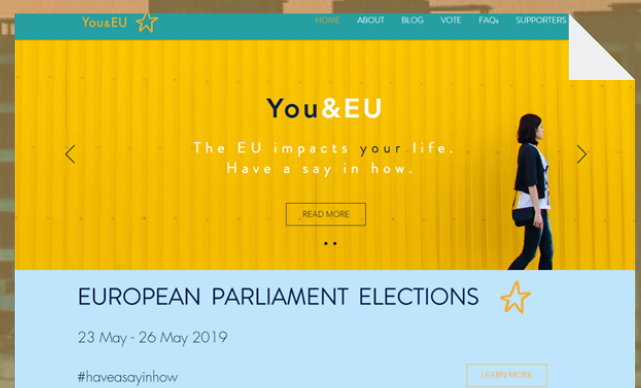 You&EU
HOME ABOUT BLOG VOTE FAQs SUPPORTERS
You&EU
The EU impacts your life.
Have a say in how.
READ MORE
EUROPEAN PARLIAMENT ELECTIONS
23 May - 26 May 2019
#haveasayinhow
LEARN MORE